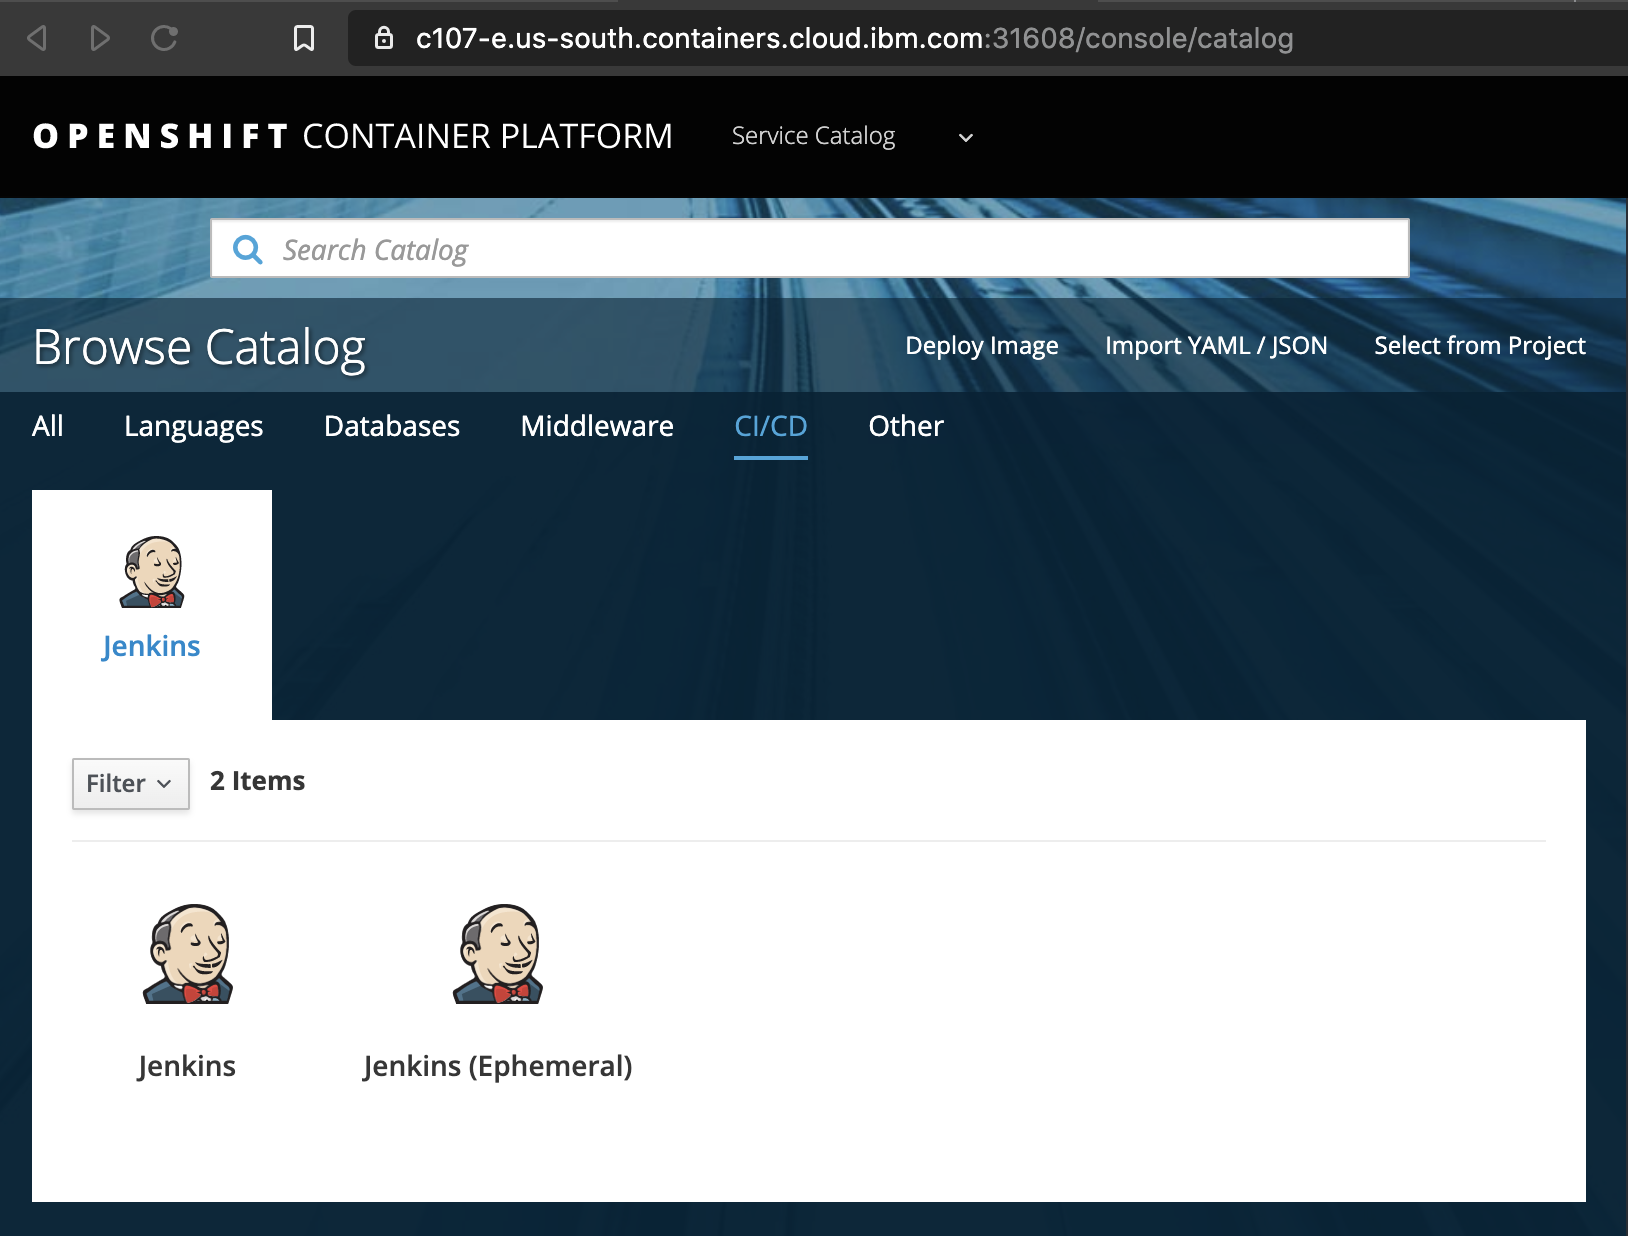 c107-e.us-south.containers.cloud.ibm.com:31608/console/catalog
OPENSHIFT CONTAINER PLATFORM Service Catalog
Search Catalog
Browse Catalog Deploy Image Import YAML / JSON Select from Project
All Languages Databases Middleware CI/CD Other
Jenkins
Filter 2 Items
Jenkins Jenkins (Ephemeral)